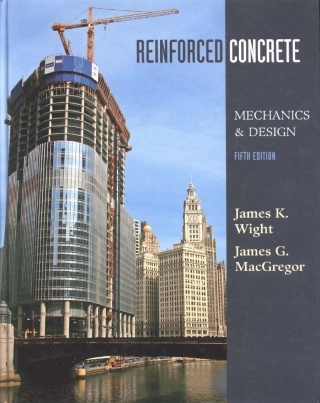 REINFORCED CONCRETE
MECHANICS
& DESIGN
FIFTH EDITION
James K.
Wight
James G.
MacGregor